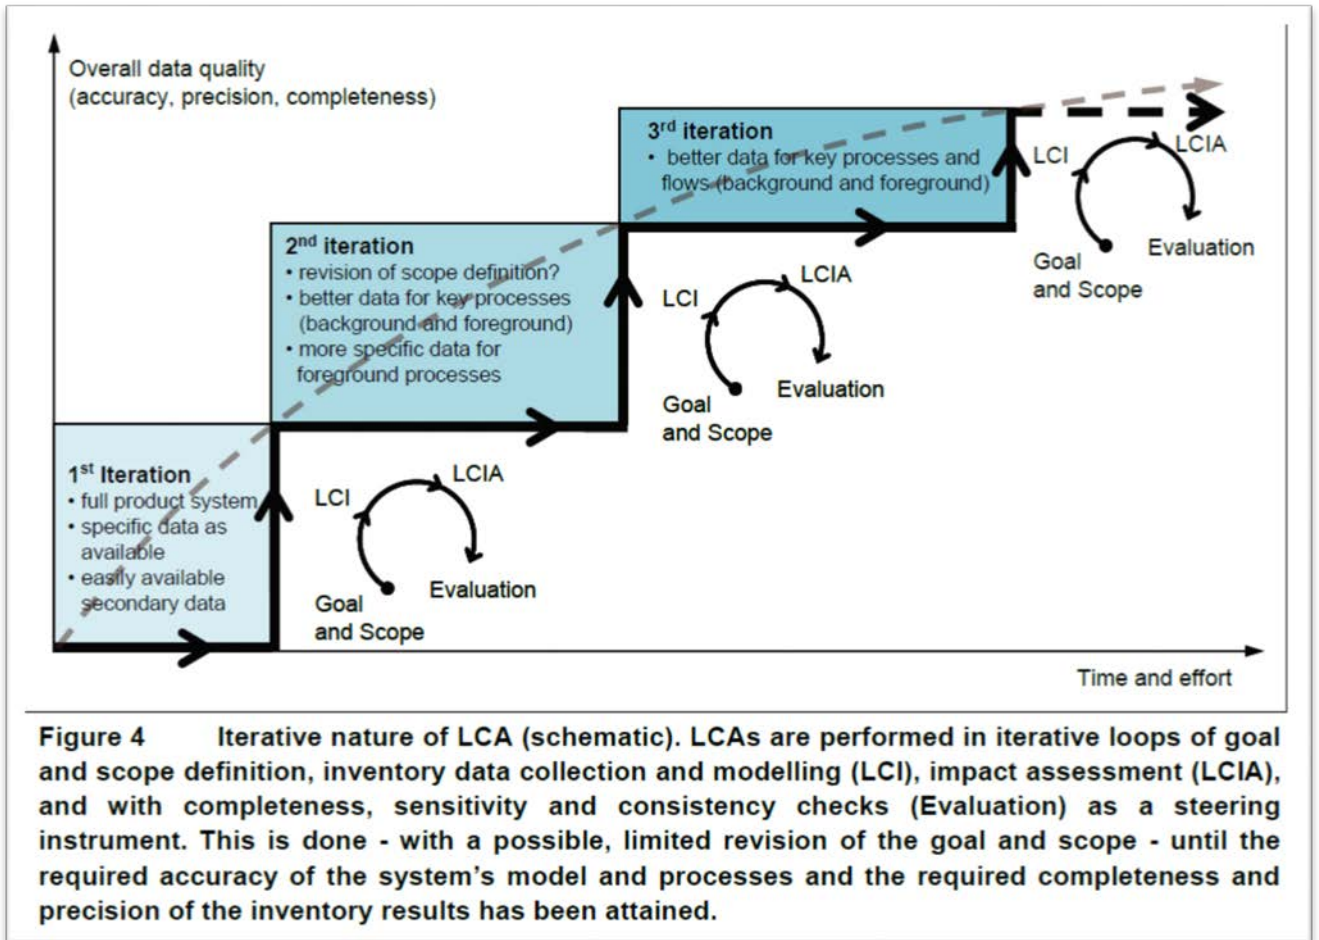 Overall data quality
(accuracy, precision, completeness)
3rd iteration
• better data for key processes and
flows (background and foreground)
LCI
LCIA
Goal
and Scope
Evaluation
2nd iteration
• revision of scope definition?
• better data for key processes
(background and foreground)
• more specific data for
foreground processes
LCI
LCIA
Goal
and Scope
Evaluation
1st Iteration
• full product system
• specific data as
available
• easily available
secondary data
LCI
LCIA
Goal
and Scope
Evaluation
Time and effort
Figure 4 Iterative nature of LCA (schematic). LCAs are performed in iterative loops of goal
and scope definition, inventory data collection and modelling (LCI), impact assessment (LCIA),
and with completeness, sensitivity and consistency checks (Evaluation) as a steering
instrument. This is done - with a possible, limited revision of the goal and scope - until the
required accuracy of the system's model and processes and the required completeness and
precision of the inventory results has been attained.